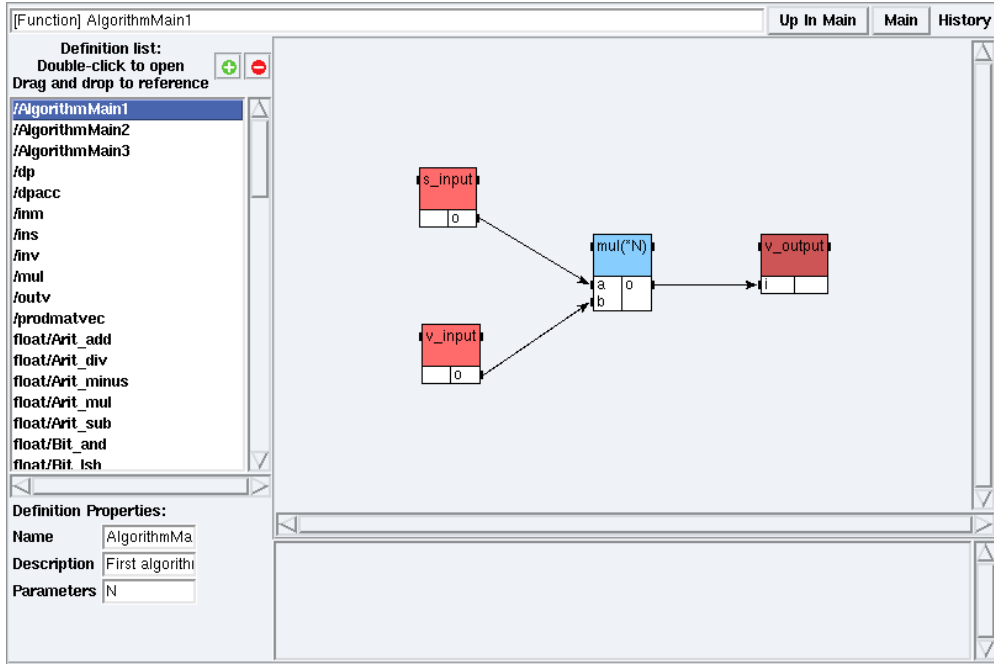 [Function] AlgorithmMain1
Up In Main
Main
History
Definition list:
Double-click to open
Drag and drop to reference
/AlgorithmMain1
/AlgorithmMain2
/AlgorithmMain3
/dp
/dpacc
/inm
/ins
/inv
/mul
/outv
/prodmatvec
float/Arit_add
float/Arit_div
float/Arit_minus
float/Arit_mul
float/Arit_sub
float/Bit_and
float/Bit_lsh
Definition Properties:
Name
AlgorithmMa
Description
First algorith
Parameters
N
s_input
o
mul(*N)
a
o
b
v_output
i
v_input
o